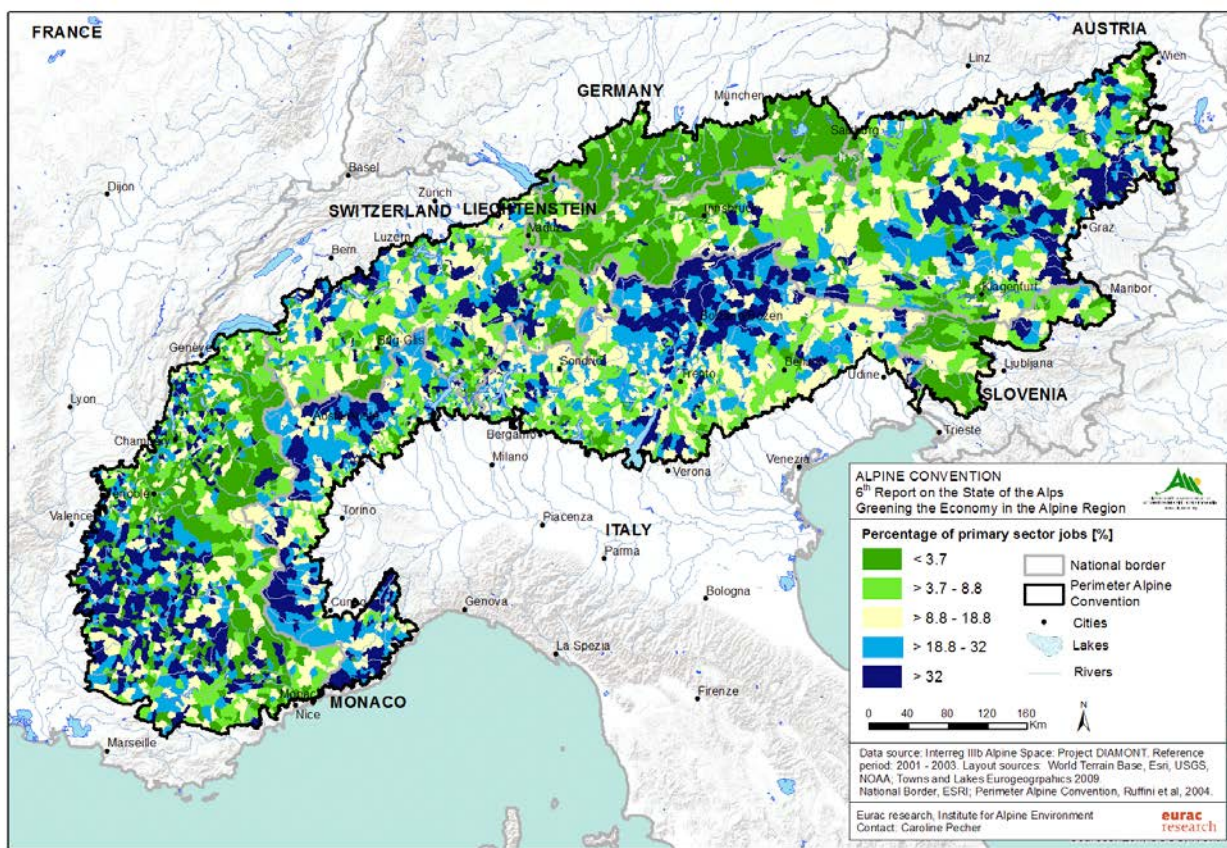 FRANCE
AUSTRIA
Linz
Wien
GERMANY
München
Salzburg
Basel
Dijon
Zürich
SWITZERLAND
LIECHTENSTEIN
Innsbruck
Vaduz
Luzern
Bern
Graz
Klagenfurt
Maribor
Brig-Glis
Genève
Sondrio
Trento
Udine
Ljubljana
SLOVENIA
Lyon
Trieste
Bergamo
Milano
Verona
Venezia
Grenoble
Valence
Torino
Piacenza
ITALY
Parma
Cuneo
Genova
Bologna
La Spezia
Firenze
MONACO
Nice
Marseille
ALPINE CONVENTION
6th Report on the State of the Alps
Greening the Economy in the Alpine Region
Percentage of primary sector jobs [%]
< 3.7
> 3.7 - 8.8
> 8.8 - 18.8
> 18.8 - 32
> 32
National border
Perimeter Alpine
Convention
Cities
Lakes
Rivers
0 40 80 120 160
Km
N
Data source: Interreg IIIb Alpine Space: Project DIAMONT. Reference
period: 2001 - 2003. Layout sources: World Terrain Base, Esri, USGS,
NOAA; Towns and Lakes Eurogeogrpahics 2009.
National Border, ESRI; Perimeter Alpine Convention, Ruffini et al, 2004.
Eurac research, Institute for Alpine Environment
Contact: Caroline Pecher
eurac
research